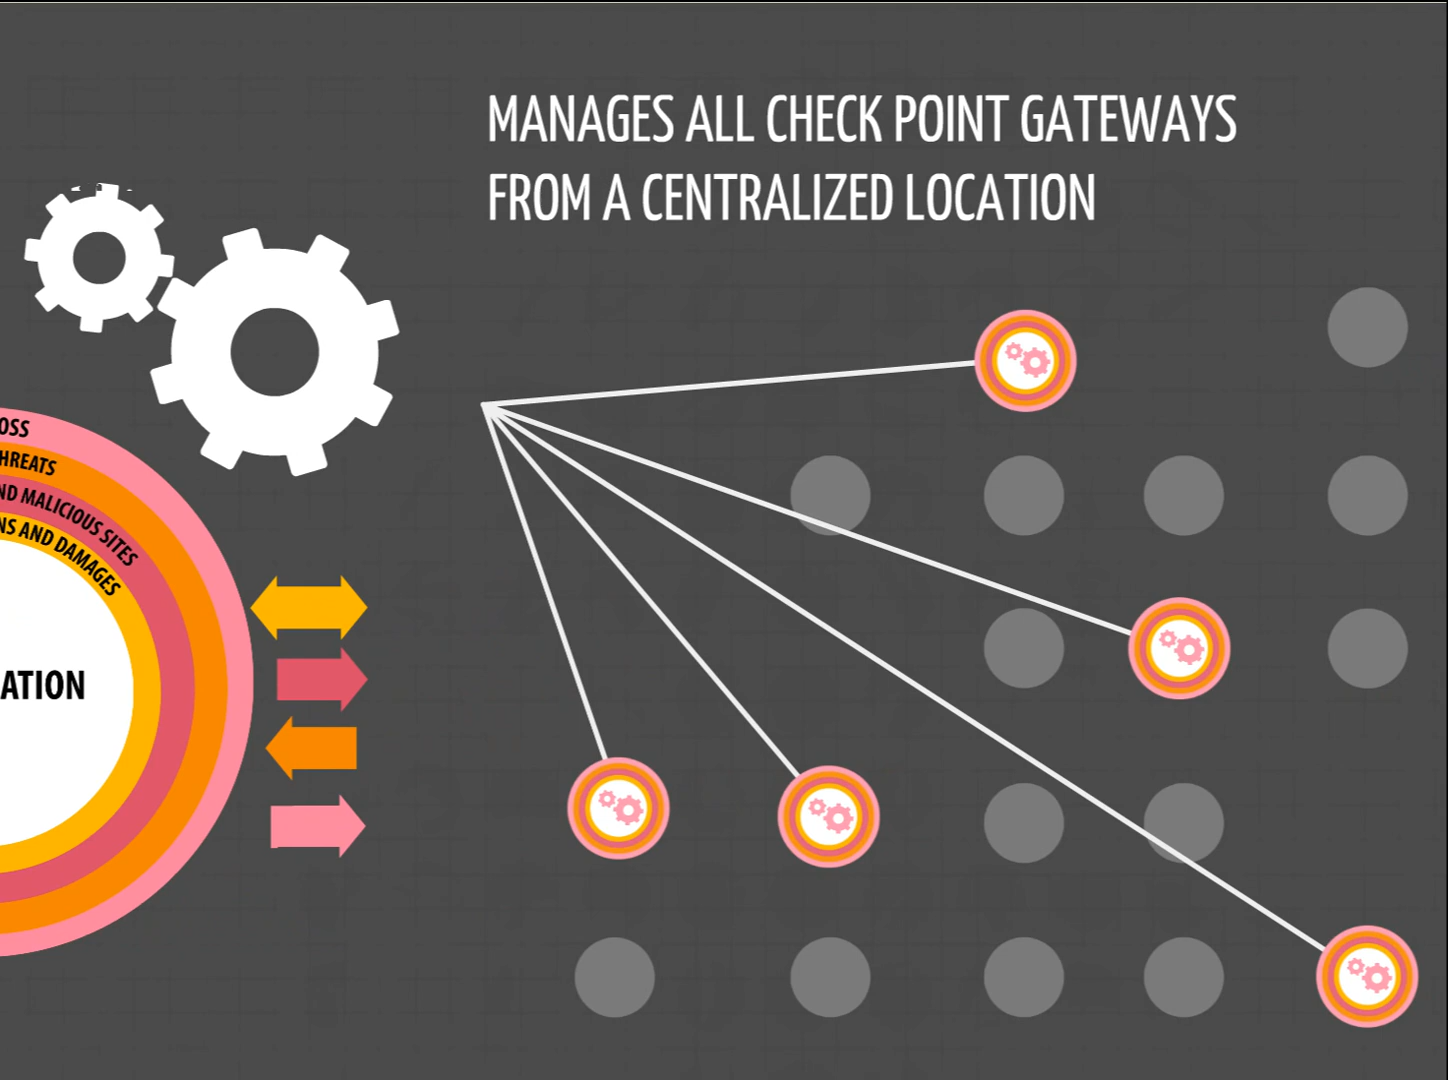 MANAGES ALL CHECK POINT GATEWAYS
FROM A CENTRALIZED LOCATION
OSS
HREATS
ND MALICIOUS SITES
NS AND DAMAGES
ATION